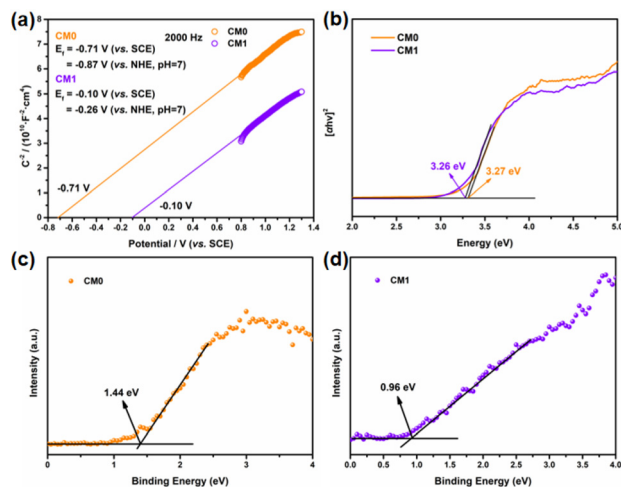 (a)
CM0
E_f = -0.71 V (vs. SCE)
= -0.87 V (vs. NHE, pH=7)
CM1
E_f = -0.10 V (vs. SCE)
= -0.26 V (vs. NHE, pH=7)
2000 Hz
CM0
CM1
-0.71 V
-0.10 V
C⁻² / (10¹⁰·F⁻²·cm⁴)
8
7
6
5
4
3
2
1
0
-0.8 -0.6 -0.4 -0.2 0.0 0.2 0.4 0.6 0.8 1.0 1.2 1.4
Potential / V (vs. SCE)
(b)
CM0
CM1
3.26 eV
3.27 eV
[αhv]
2.0 2.5 3.0 3.5 4.0 4.5 5.0
Energy (eV)
(c)
CM0
1.44 eV
Intensity (a.u.)
0 1 2 3 4
Binding Energy (eV)
(d)
CM1
0.96 eV
Intensity (a.u.)
0.0 0.5 1.0 1.5 2.0 2.5 3.0 3.5 4.0
Binding Energy (eV)